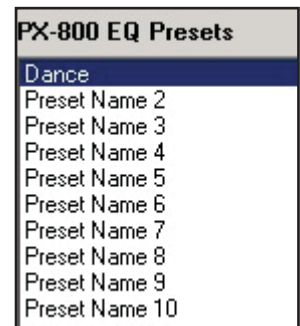 PX-800 EQ Presets
Dance
Preset Name 2
Preset Name 3
Preset Name 4
Preset Name 5
Preset Name 6
Preset Name 7
Preset Name 8
Preset Name 9
Preset Name 10